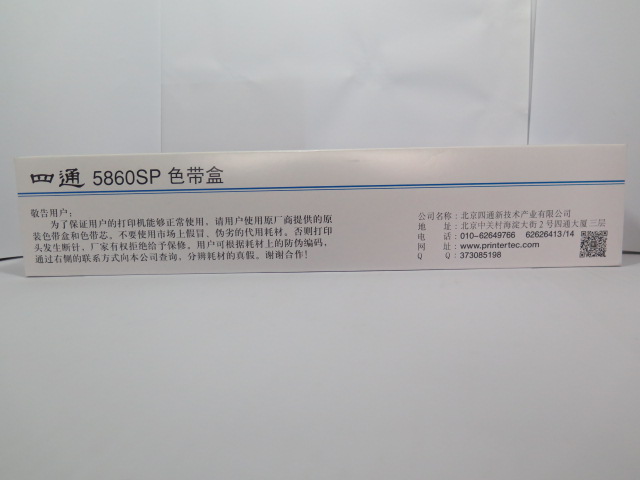 四通 5860SP 色带盒
敬告用户：
为了保证用户的打印机能够正常使用，请用户使用原厂商提供的原
装色带盒和色带芯。不要使用市场上假冒、伪劣的代用耗材。否则打印
头发生断针，厂家有权拒绝给予保修。用户可根据耗材上的防伪编码，
通过右侧的联系方式向本公司查询，分辨耗材的真假。谢谢合作！
公司名称：北京四通新技术产业有限公司
地 址：北京中关村海淀大街2号四通大厦三层
电 话：010-62649766 62626413/14
网 址：www.printertec.com
Q Q：373085198